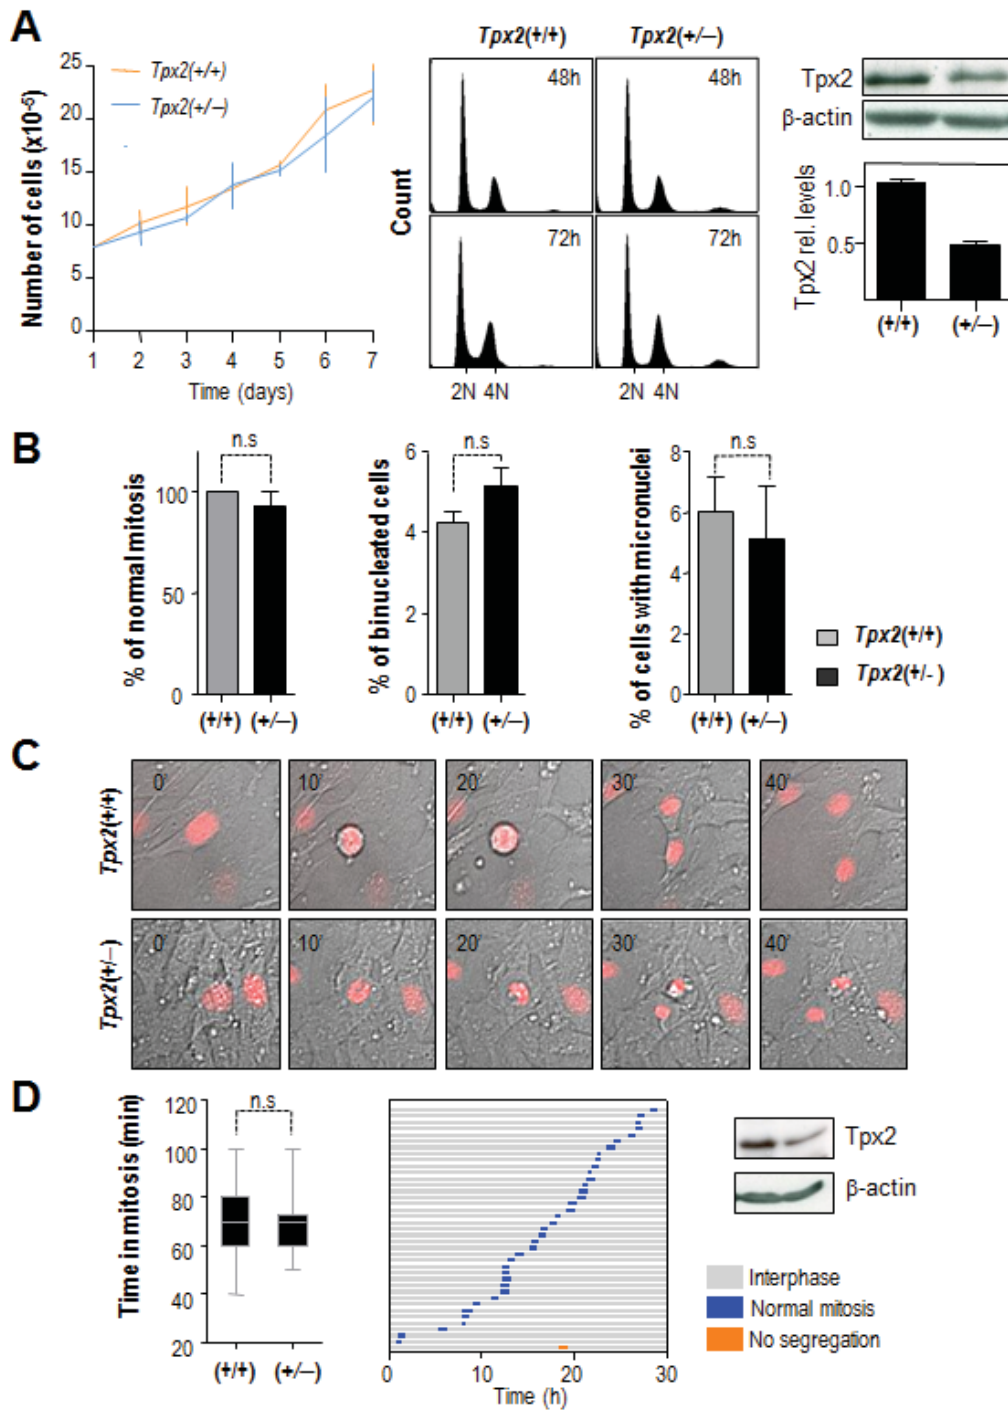 A
Tpx2(+/+)
Tpx2(+/−)
Number of cells (x10⁻⁵)
25
20
15
10
5
0
1 2 3 4 5 6 7
Time (days)
Tpx2(+/+) Tpx2(+/−)
48h 48h
72h 72h
Count
2N 4N 2N 4N
Tpx2
β-actin
Tpx2 rel. levels
1.0
0.5
(+/+) (+/−)
B
n.s
% of normal mitosis
100
50
0
(+/+) (+/−)
n.s
% of binucleated cells
6
4
2
0
(+/+) (+/−)
n.s
% of cells with micronuclei
8
6
4
2
0
(+/+) (+/−)
Tpx2(+/+)
Tpx2(+/-)
C
Tpx2(+/+)
0' 10' 20' 30' 40'
Tpx2(+/−)
0' 10' 20' 30' 40'
D
n.s
Time in mitosis (min)
120
100
80
60
40
20
(+/+) (+/−)
0 10 20 30
Time (h)
Tpx2
β-actin
Interphase
Normal mitosis
No segregation